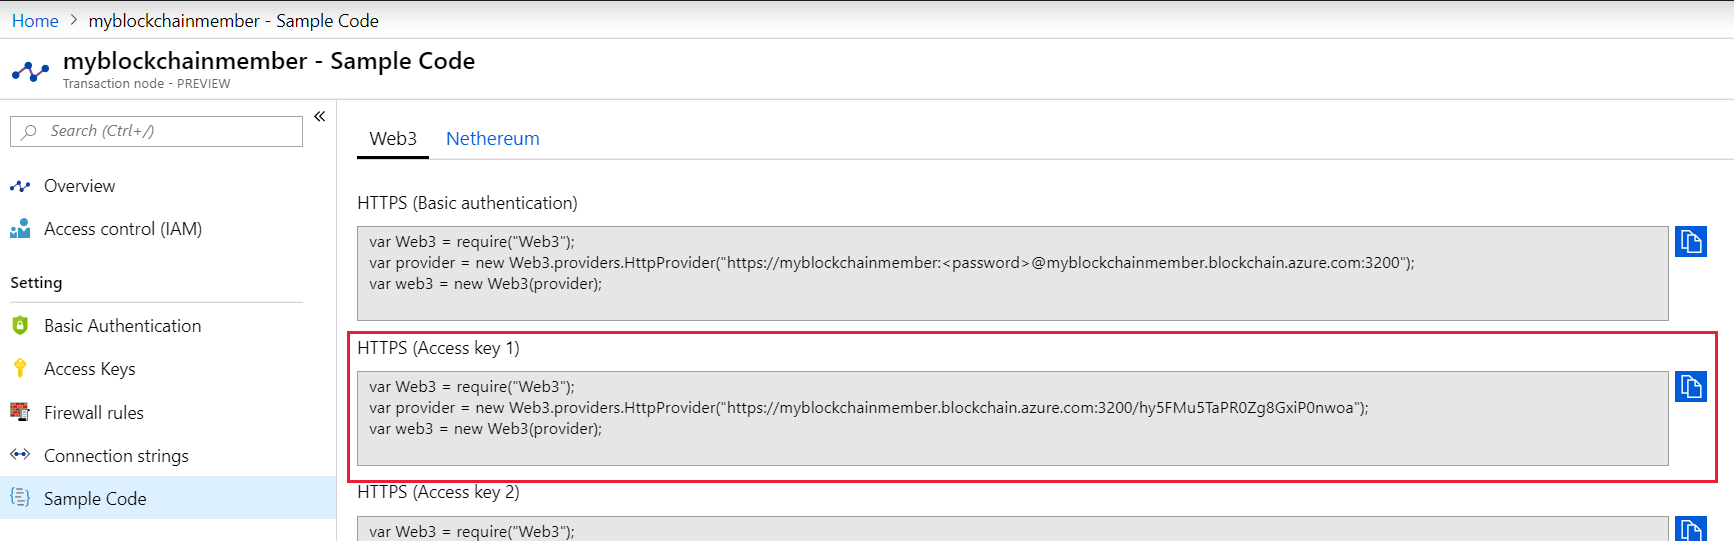 Home > myblockchainmember - Sample Code
myblockchainmember - Sample Code
Transaction node - PREVIEW
Search (Ctrl+/)
«
Overview
Access control (IAM)
Setting
Basic Authentication
Access Keys
Firewall rules
Connection strings
Sample Code
Web3 Nethereum
HTTPS (Basic authentication)
var Web3 = require("Web3");
var provider = new Web3.providers.HttpProvider("https://myblockchainmember:<password>@myblockchainmember.blockchain.azure.com:3200");
var web3 = new Web3(provider);
HTTPS (Access key 1)
var Web3 = require("Web3");
var provider = new Web3.providers.HttpProvider("https://myblockchainmember.blockchain.azure.com:3200/hy5FMu5TaPR0Zg8GxiP0nwoa");
var web3 = new Web3(provider);
HTTPS (Access key 2)
var Web3 = require("Web3");